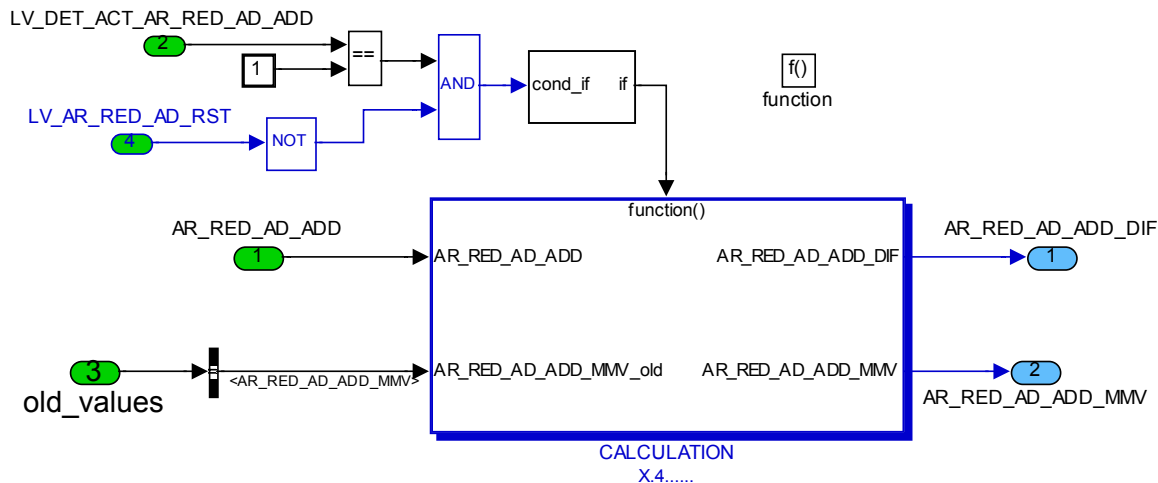 LV_DET_ACT_AR_RED_AD_ADD
2
==
1
AND
cond_if
if
f()
function
LV_AR_RED_AD_RST
4
NOT
function()
AR_RED_AD_ADD
1
AR_RED_AD_ADD
AR_RED_AD_ADD_DIF
AR_RED_AD_ADD_DIF
1
3
old_values
<AR_RED_AD_ADD_MMV>
AR_RED_AD_ADD_MMV_old
AR_RED_AD_ADD_MMV
2
AR_RED_AD_ADD_MMV
CALCULATION
X.4......